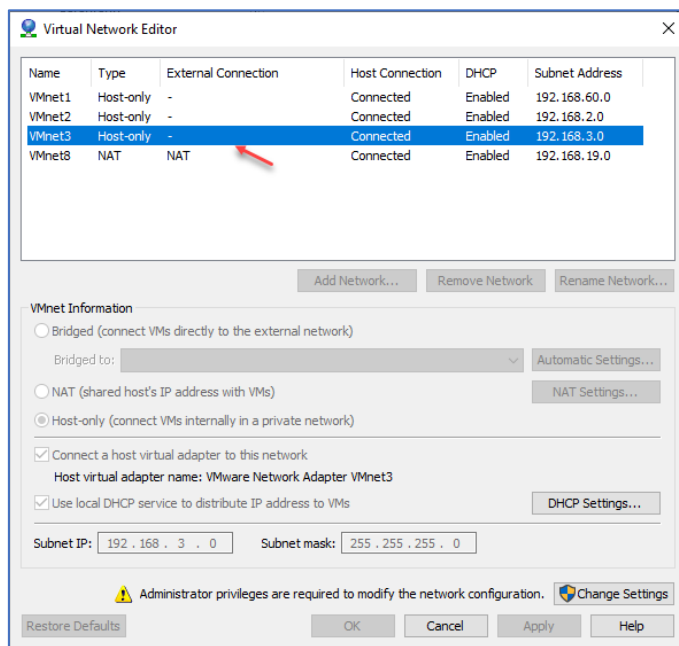 Virtual Network Editor
Name Type External Connection Host Connection DHCP Subnet Address
VMnet1 Host-only - Connected Enabled 192.168.60.0
VMnet2 Host-only - Connected Enabled 192.168.2.0
VMnet3 Host-only - Connected Enabled 192.168.3.0
VMnet8 NAT NAT Connected Enabled 192.168.19.0
Add Network... Remove Network Rename Network...
VMnet Information
Bridged (connect VMs directly to the external network)
Bridged to: Automatic Settings...
NAT (shared host's IP address with VMs) NAT Settings...
Host-only (connect VMs internally in a private network)
Connect a host virtual adapter to this network
Host virtual adapter name: VMware Network Adapter VMnet3
Use local DHCP service to distribute IP address to VMs DHCP Settings...
Subnet IP: 192 . 168 . 3 . 0 Subnet mask: 255 . 255 . 255 . 0
Administrator privileges are required to modify the network configuration. Change Settings
Restore Defaults OK Cancel Apply Help